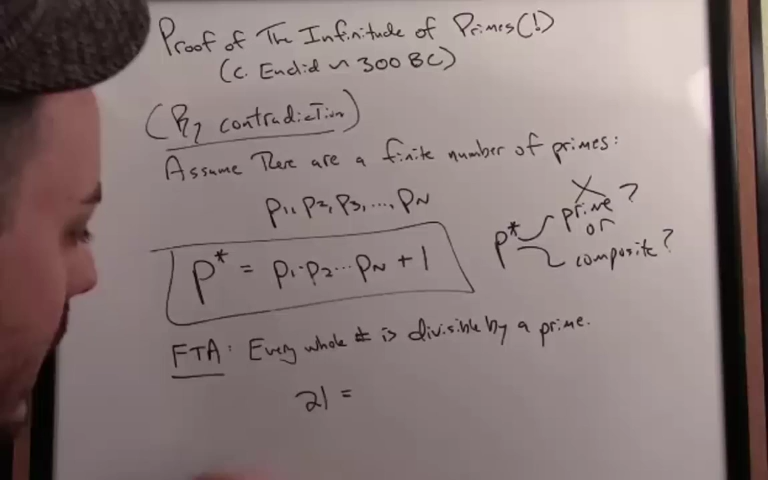 Proof of The Infinitude of Primes(!)
(c. Euclid ~ 300 BC)
(By contradiction)
Assume There are a finite number of primes:
p1, p2, p3, ..., pN
P* = p1·p2...pN + 1
p* prime?
or
composite?
FTA: Every whole # is divisible by a prime.
21 =